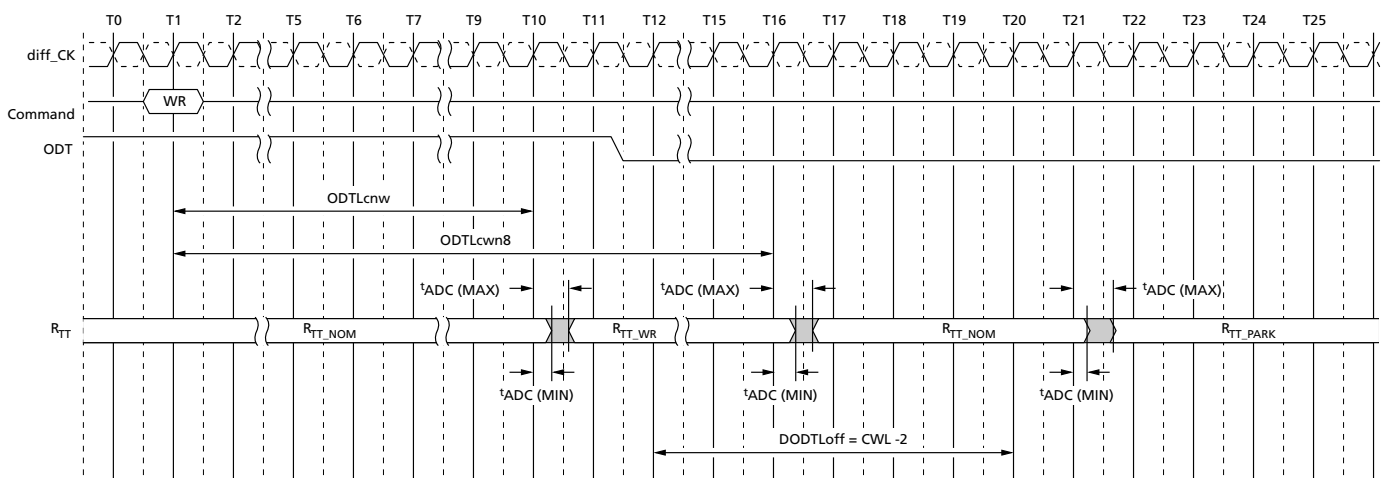 T0 T1 T2 T5 T6 T7 T9 T10 T11 T12 T15 T16 T17 T18 T19 T20 T21 T22 T23 T24 T25
diff_CK
Command WR
ODT
ODTLcnw
ODTLcwn8
tADC (MAX) tADC (MAX) tADC (MAX)
RTT RTT_NOM RTT_WR RTT_NOM RTT_PARK
tADC (MIN) tADC (MIN) tADC (MIN)
DODTLoff = CWL -2